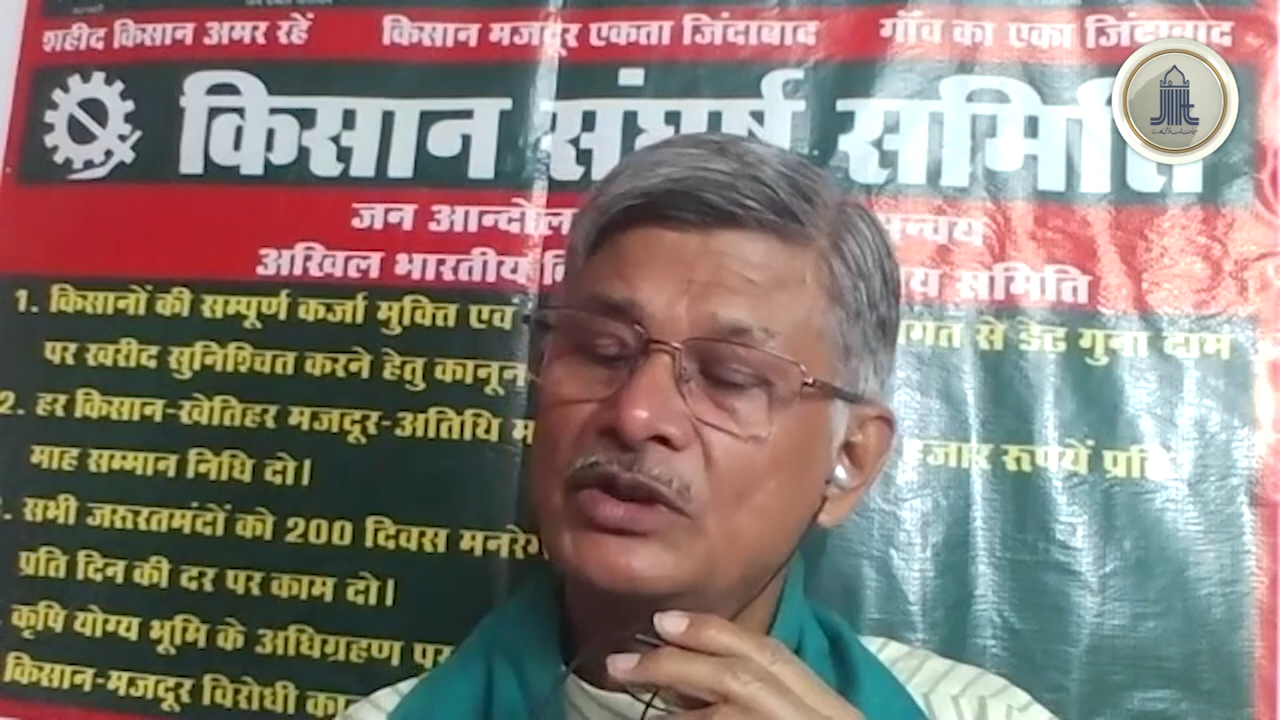 शहीद किसान अमर रहें किसान मजदूर एकता जिंदाबाद गाँव का एका जिंदाबाद
किसान संघर्ष समिति
जन आन्दोल न्वय
अखिल भारतीय कि य समिति
1. किसानों की सम्पूर्ण कर्जा मुक्ति एवं गत से डेढ गुना दाम
पर खरीद सुनिश्चित करने हेतु कानून
2. हर किसान-खेतिहर मजदूर-अतिथि हजार रूपयें प्रति
माह सम्मान निधि दो।
सभी जरूरतमंदों को 200 दिवस मनरेग
प्रति दिन की दर पर काम दो।
कृषि योग्य भूमि के अधिग्रहण पर
किसान-मजदूर विरोधी का